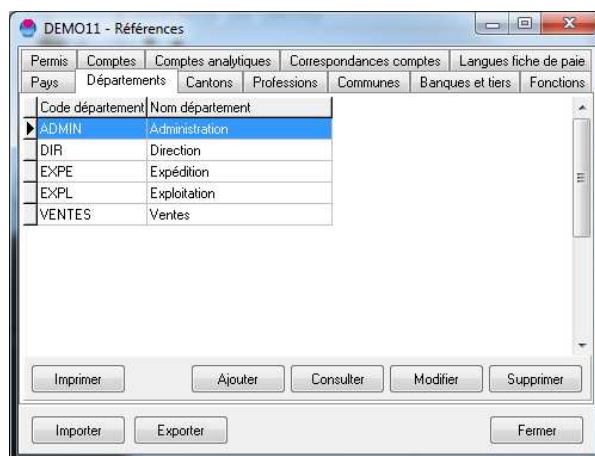 DEMO11 - Références
Permis Comptes Comptes analytiques Correspondances comptes Langues fiche de paie
Pays Départements Cantons Professions Communes Banques et tiers Fonctions
Code département Nom département
ADMIN Administration
DIR Direction
EXPE Expédition
EXPL Exploitation
VENTES Ventes
Imprimer Ajouter Consulter Modifier Supprimer
Importer Exporter Fermer